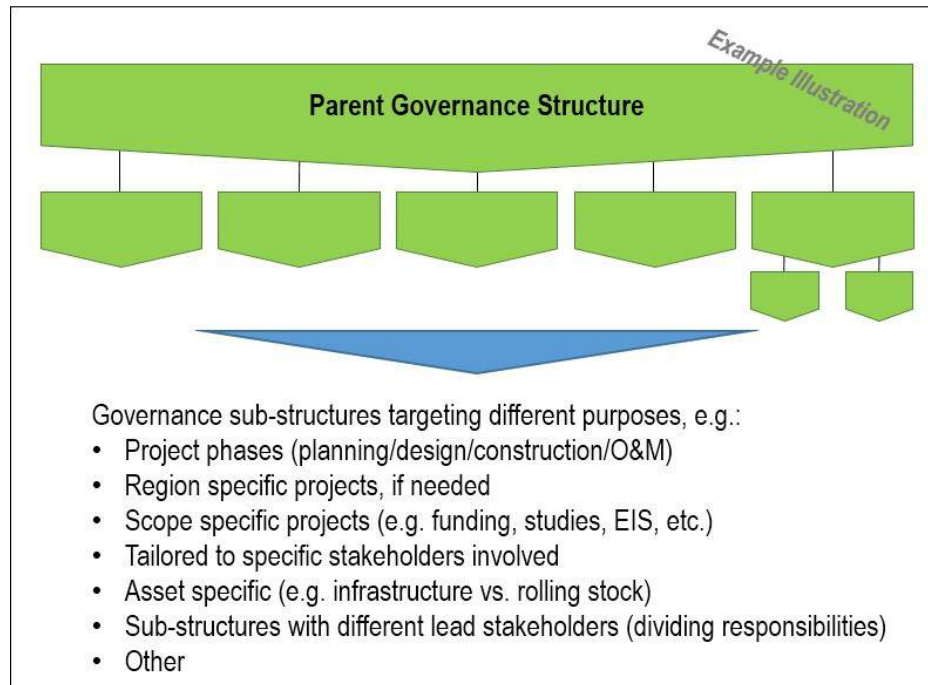 Example Illustration
Parent Governance Structure
Governance sub-structures targeting different purposes, e.g.:
• Project phases (planning/design/construction/O&M)
• Region specific projects, if needed
• Scope specific projects (e.g. funding, studies, EIS, etc.)
• Tailored to specific stakeholders involved
• Asset specific (e.g. infrastructure vs. rolling stock)
• Sub-structures with different lead stakeholders (dividing responsibilities)
• Other